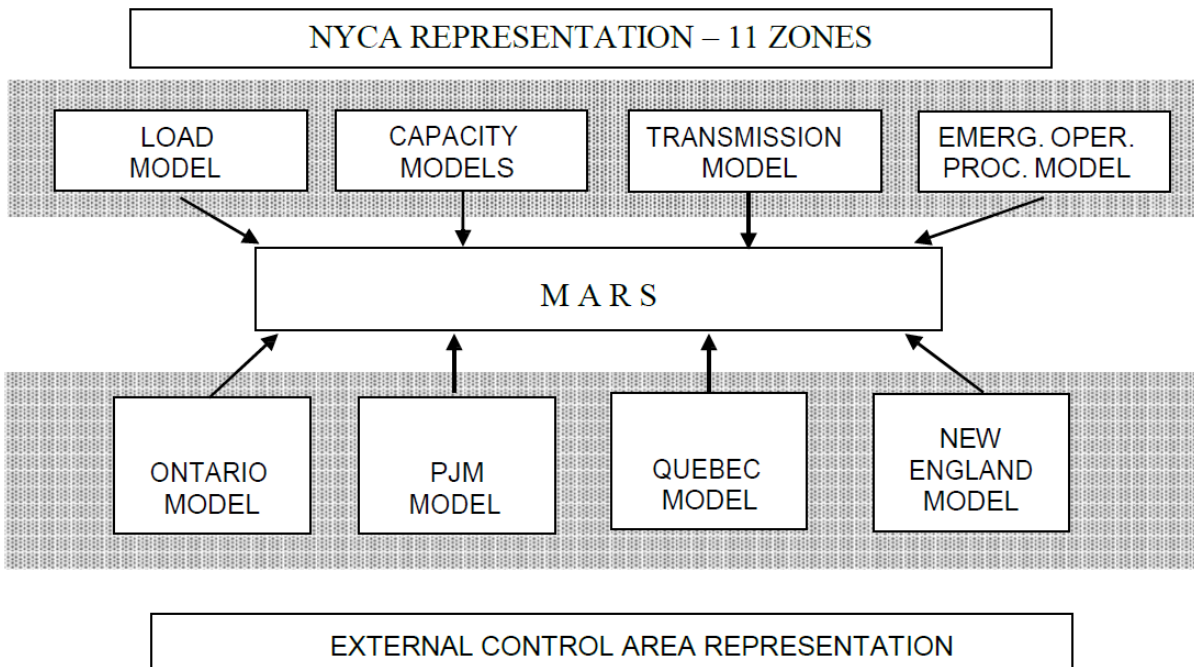 NYCA REPRESENTATION – 11 ZONES
LOAD
MODEL
CAPACITY
MODELS
TRANSMISSION
MODEL
EMERG. OPER.
PROC. MODEL
M A R S
ONTARIO
MODEL
PJM
MODEL
QUEBEC
MODEL
NEW
ENGLAND
MODEL
EXTERNAL CONTROL AREA REPRESENTATION